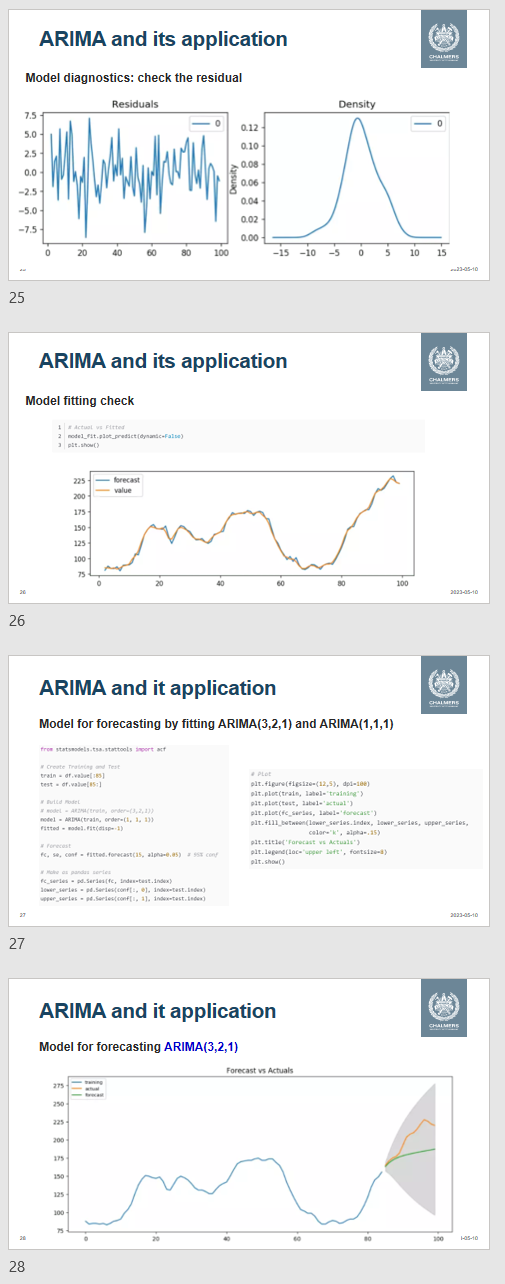 ARIMA and its application
CHALMERS
Model diagnostics: check the residual
Residuals
Density
7.5
5.0
2.5
0.0
−2.5
−5.0
−7.5
0
0
20
40
60
80
100
Density
0.12
0.10
0.08
0.06
0.04
0.02
0.00
0
−15
−10
−5
0
5
10
15
25
ARIMA and its application
CHALMERS
Model fitting check
1 # Actual vs Fitted
2 model_fit.plot_predict(dynamic=False)
3 plt.show()
225
200
175
150
125
100
75
forecast
value
0
20
40
60
80
100
26
2023-05-10
26
ARIMA and it application
CHALMERS
Model for forecasting by fitting ARIMA(3,2,1) and ARIMA(1,1,1)
from statsmodels.tsa.stattools import acf
# Create Training and Test
train = df.value[:85]
test = df.value[85:]
# Build Model
# model = ARIMA(train, order=(3,2,1))
model = ARIMA(train, order=(1, 1, 1))
fitted = model.fit(disp=-1)
# Forecast
fc, se, conf = fitted.forecast(15, alpha=0.05)  # 95% conf
# Make as pandas series
fc_series = pd.Series(fc, index=test.index)
lower_series = pd.Series(conf[:, 0], index=test.index)
upper_series = pd.Series(conf[:, 1], index=test.index)
# Plot
plt.figure(figsize=(12,5), dpi=100)
plt.plot(train, label='training')
plt.plot(test, label='actual')
plt.plot(fc_series, label='forecast')
plt.fill_between(lower_series.index, lower_series, upper_series,
color='k', alpha=.15)
plt.title('Forecast vs Actuals')
plt.legend(loc='upper left', fontsize=8)
plt.show()
27
2023-05-10
27
ARIMA and it application
CHALMERS
Model for forecasting ARIMA(3,2,1)
Forecast vs Actuals
275
250
225
200
175
150
125
100
75
training
actual
forecast
0
20
40
60
80
100
28
28